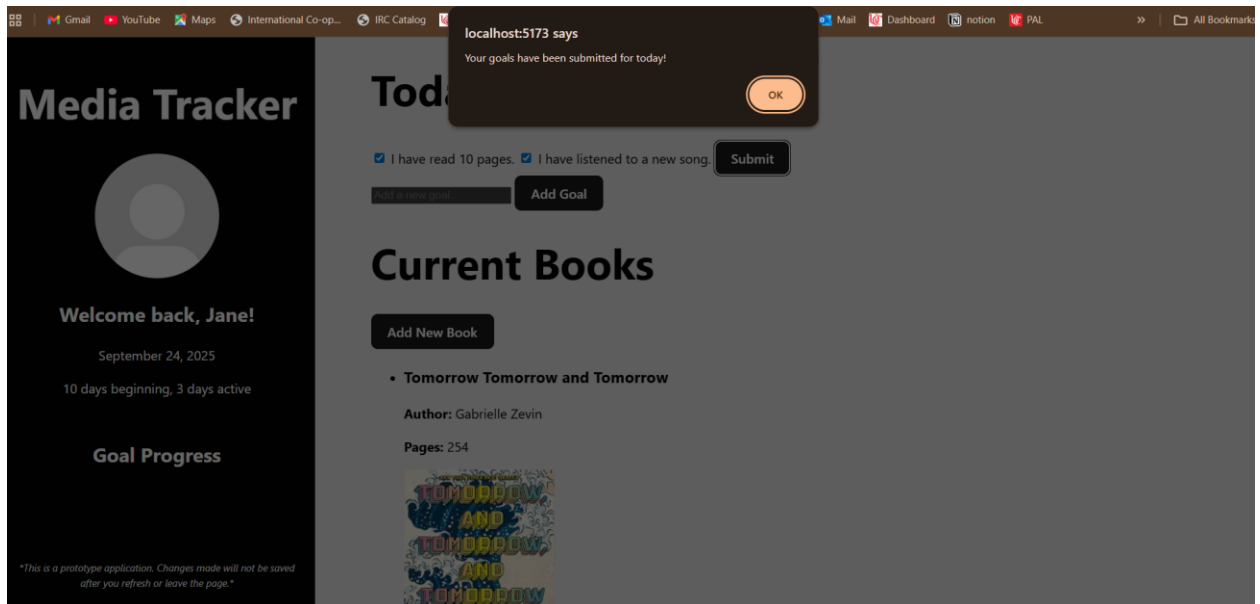 Gmail YouTube Maps International Co-op... IRC Catalog Mail Dashboard notion PAL » All Bookmarks
localhost:5173 says
Your goals have been submitted for today!
OK
Media Tracker
Welcome back, Jane!
September 24, 2025
10 days beginning, 3 days active
Goal Progress
*This is a prototype application. Changes made will not be saved
after you refresh or leave the page.*
Toda
I have read 10 pages. I have listened to a new song. Submit
Add a new goal Add Goal
Current Books
Add New Book
• Tomorrow Tomorrow and Tomorrow
Author: Gabrielle Zevin
Pages: 254
TOMORROW,
AND
TOMORROW,
AND
TOMORROW